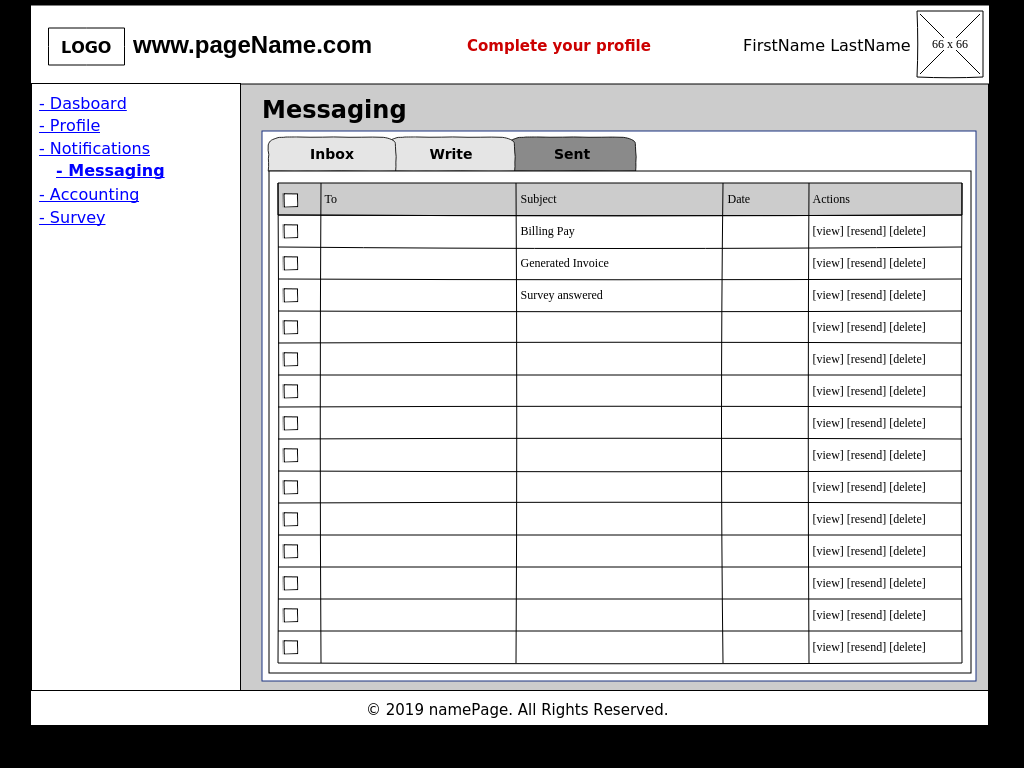 LOGO www.pageName.com Complete your profile FirstName LastName 66 x 66
- Dasboard
- Profile
- Notifications
- Messaging
- Accounting
- Survey
Messaging
Inbox Write Sent
To Subject Date Actions
Billing Pay [view] [resend] [delete]
Generated Invoice [view] [resend] [delete]
Survey answered [view] [resend] [delete]
[view] [resend] [delete]
[view] [resend] [delete]
[view] [resend] [delete]
[view] [resend] [delete]
[view] [resend] [delete]
[view] [resend] [delete]
[view] [resend] [delete]
[view] [resend] [delete]
[view] [resend] [delete]
[view] [resend] [delete]
[view] [resend] [delete]
© 2019 namePage. All Rights Reserved.